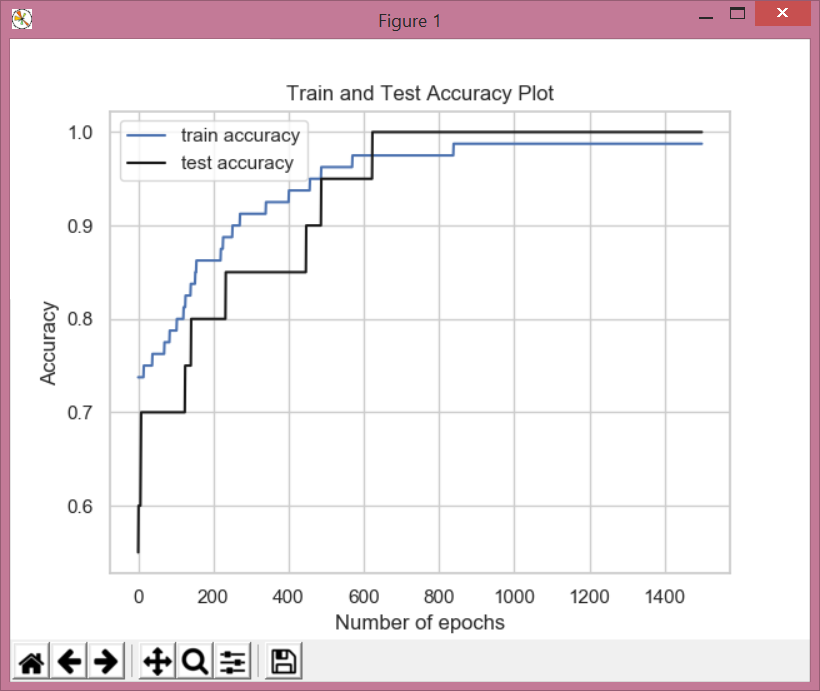 Figure 1
Train and Test Accuracy Plot
train accuracy
test accuracy
1.0
0.9
0.8
0.7
0.6
Accuracy
0 200 400 600 800 1000 1200 1400
Number of epochs